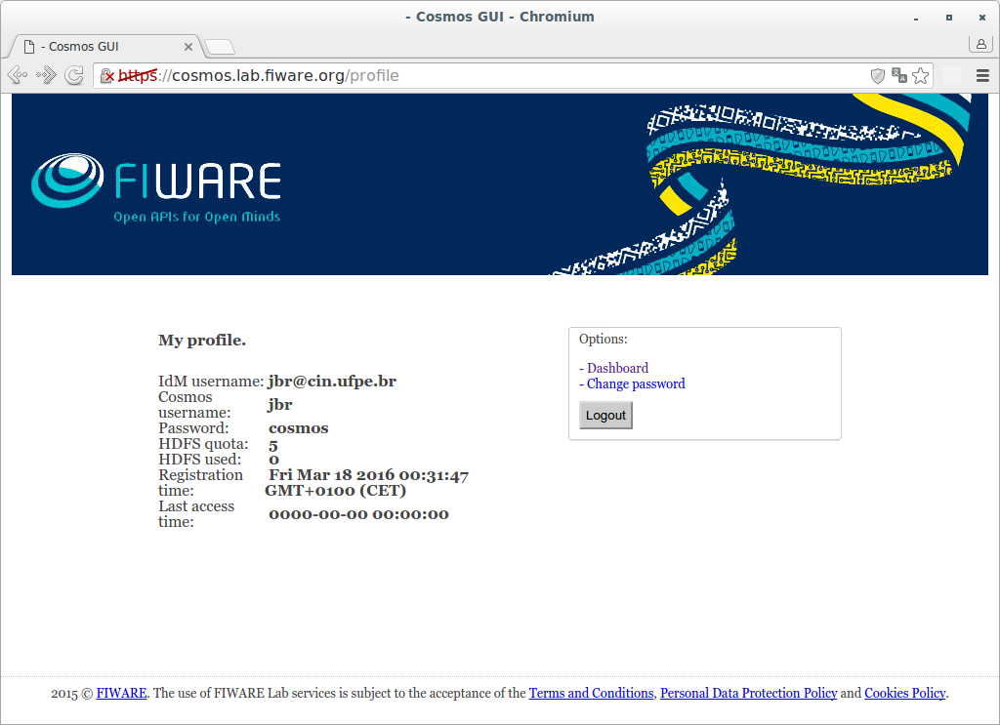 - Cosmos GUI - Chromium
- Cosmos GUI
https://cosmos.lab.fiware.org/profile
FIWARE
Open APIs for Open Minds
My profile.
IdM username: jbr@cin.ufpe.br
Cosmos
username: jbr
Password: cosmos
HDFS quota: 5
HDFS used: 0
Registration Fri Mar 18 2016 00:31:47
time: GMT+0100 (CET)
Last access
time: 0000-00-00 00:00:00
Options:
- Dashboard
- Change password
Logout
2015 © FIWARE. The use of FIWARE Lab services is subject to the acceptance of the Terms and Conditions, Personal Data Protection Policy and Cookies Policy.